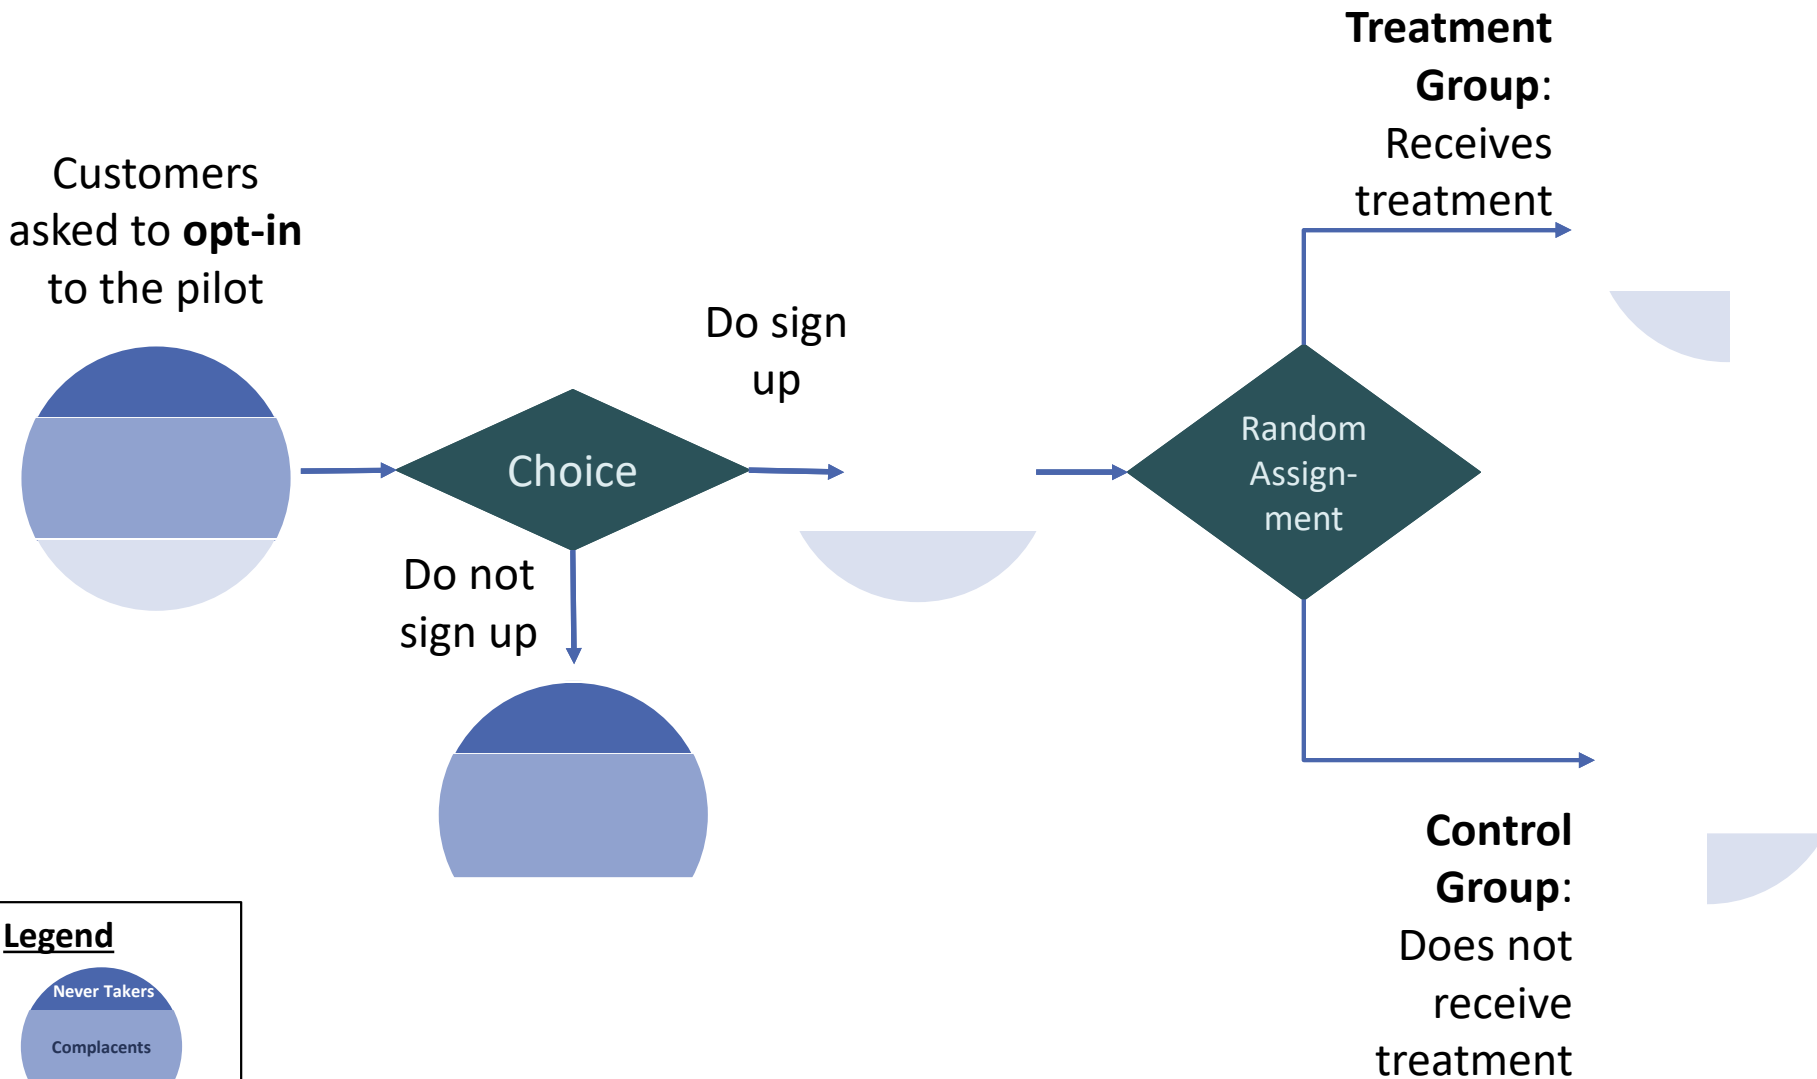 Customers
asked to opt-in
to the pilot
Choice
Do sign
up
Do not
sign up
Random
Assign-
ment
Treatment
Group:
Receives
treatment
Control
Group:
Does not
receive
treatment
Legend
Never Takers
Complacents